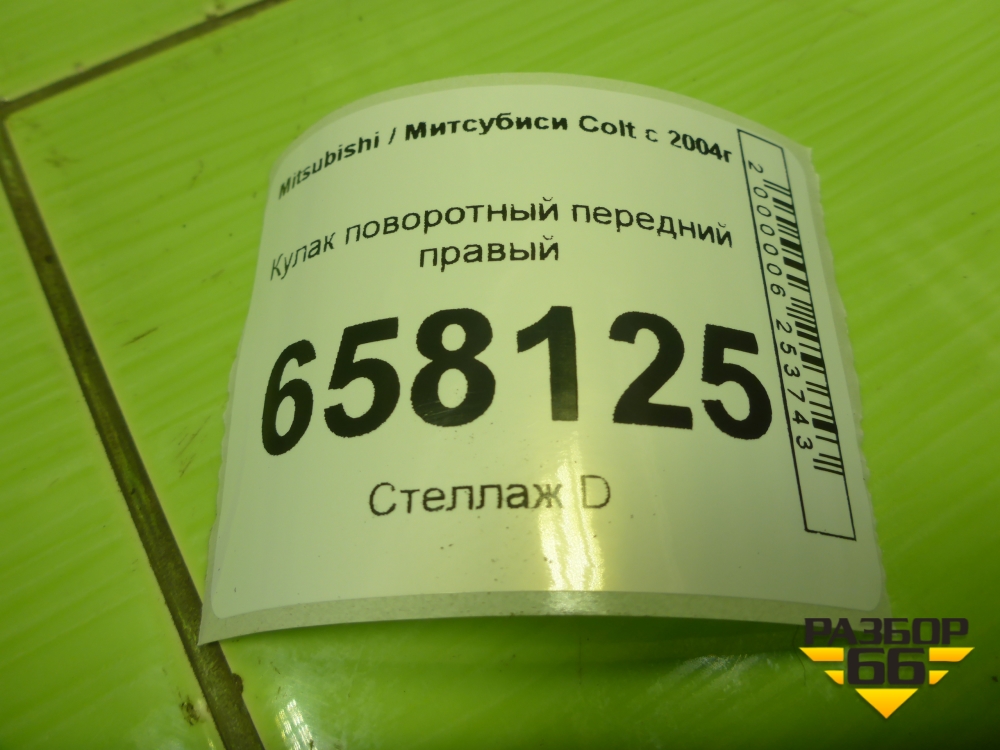 Mitsubishi / Митсубиси Colt с 2004г
Кулак поворотный передний
правый
658125
Стеллаж D
2000006253743
РАЗБОР
66